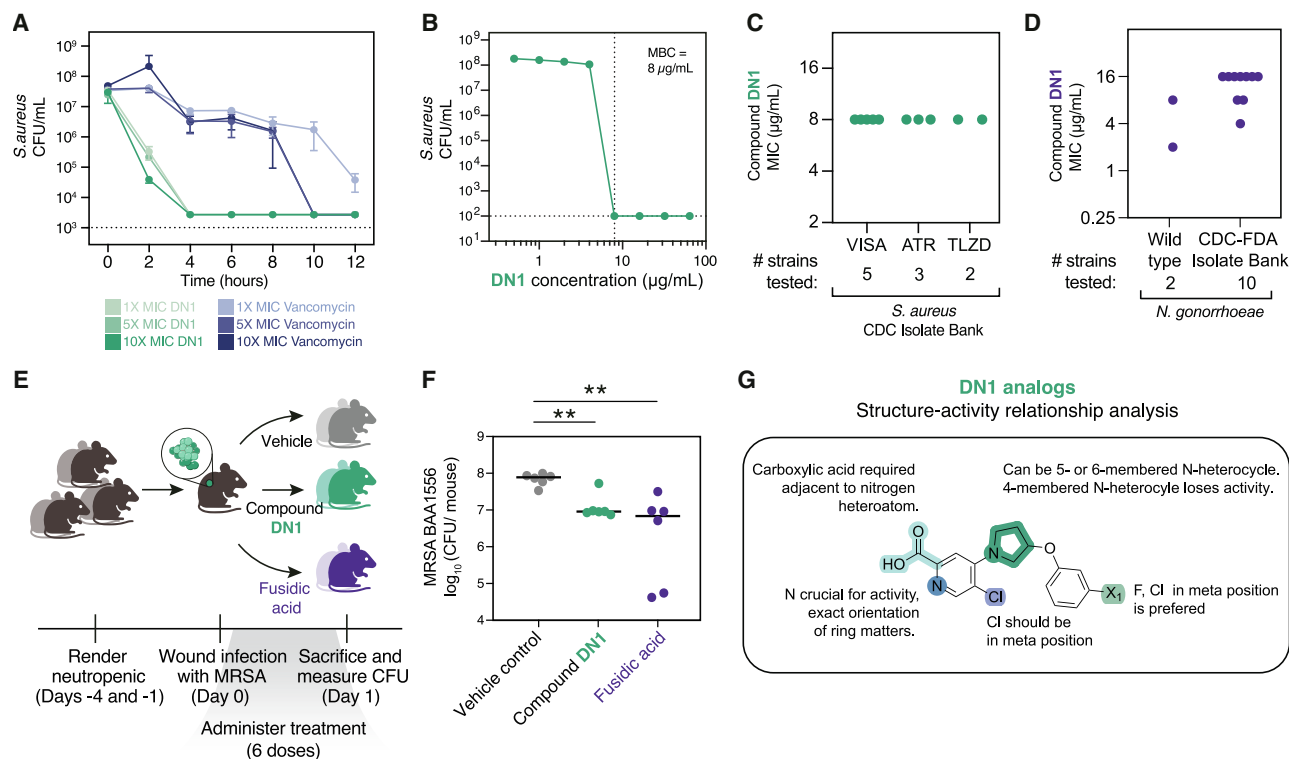 A
S.aureus
CFU/mL
10⁹
10⁸
10⁷
10⁶
10⁵
10⁴
10³
0 2 4 6 8 10 12
Time (hours)
1X MIC DN1
5X MIC DN1
10X MIC DN1
1X MIC Vancomycin
5X MIC Vancomycin
10X MIC Vancomycin
B
S.aureus
CFU/mL
10⁹
10⁸
10⁷
10⁶
10⁵
10⁴
10³
10²
10¹
MBC =
8 µg/mL
1 10 100
DN1 concentration (µg/mL)
C
Compound DN1
MIC (µg/mL)
16
8
4
2
VISA ATR TLZD
# strains
tested:
5 3 2
S. aureus
CDC Isolate Bank
D
Compound DN1
MIC (µg/mL)
16
4
1
0.25
Wild
type
CDC-FDA
Isolate Bank
# strains
tested:
2 10
N. gonorrhoeae
E
Vehicle
Compound
DN1
Fusidic
acid
Render
neutropenic
(Days -4 and -1)
Wound infection
with MRSA
(Day 0)
Sacrifice and
measure CFU
(Day 1)
Administer treatment
(6 doses)
F
**
**
MRSA BAA1556
log₁₀ (CFU/ mouse)
9
8
7
6
5
4
Vehicle control
Compound DN1
Fusidic acid
G
DN1 analogs
Structure-activity relationship analysis
Carboxylic acid required
adjacent to nitrogen
heteroatom.
Can be 5- or 6-membered N-heterocycle.
4-membered N-heterocyle loses activity.
O
HO
N
Cl
N
O
X₁
N crucial for activity,
exact orientation
of ring matters.
Cl should be
in meta position
F, Cl in meta position
is prefered